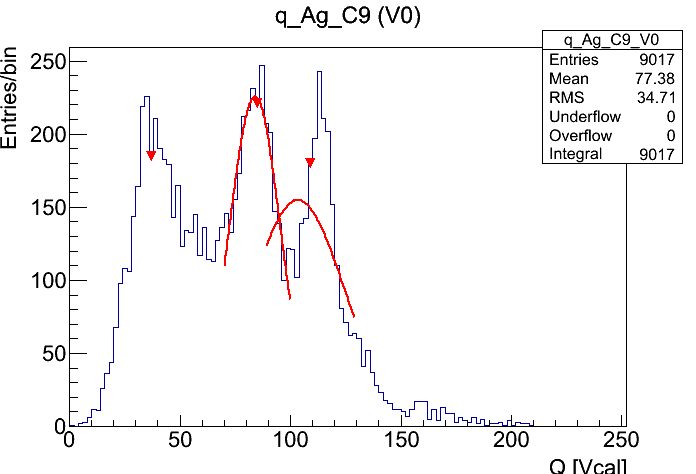 q_Ag_C9 (V0)
q_Ag_C9_V0
Entries 9017
Mean 77.38
RMS 34.71
Underflow 0
Overflow 0
Integral 9017
Entries/bin
250
200
150
100
50
0
0 50 100 150 200 250
Q [Vcal]